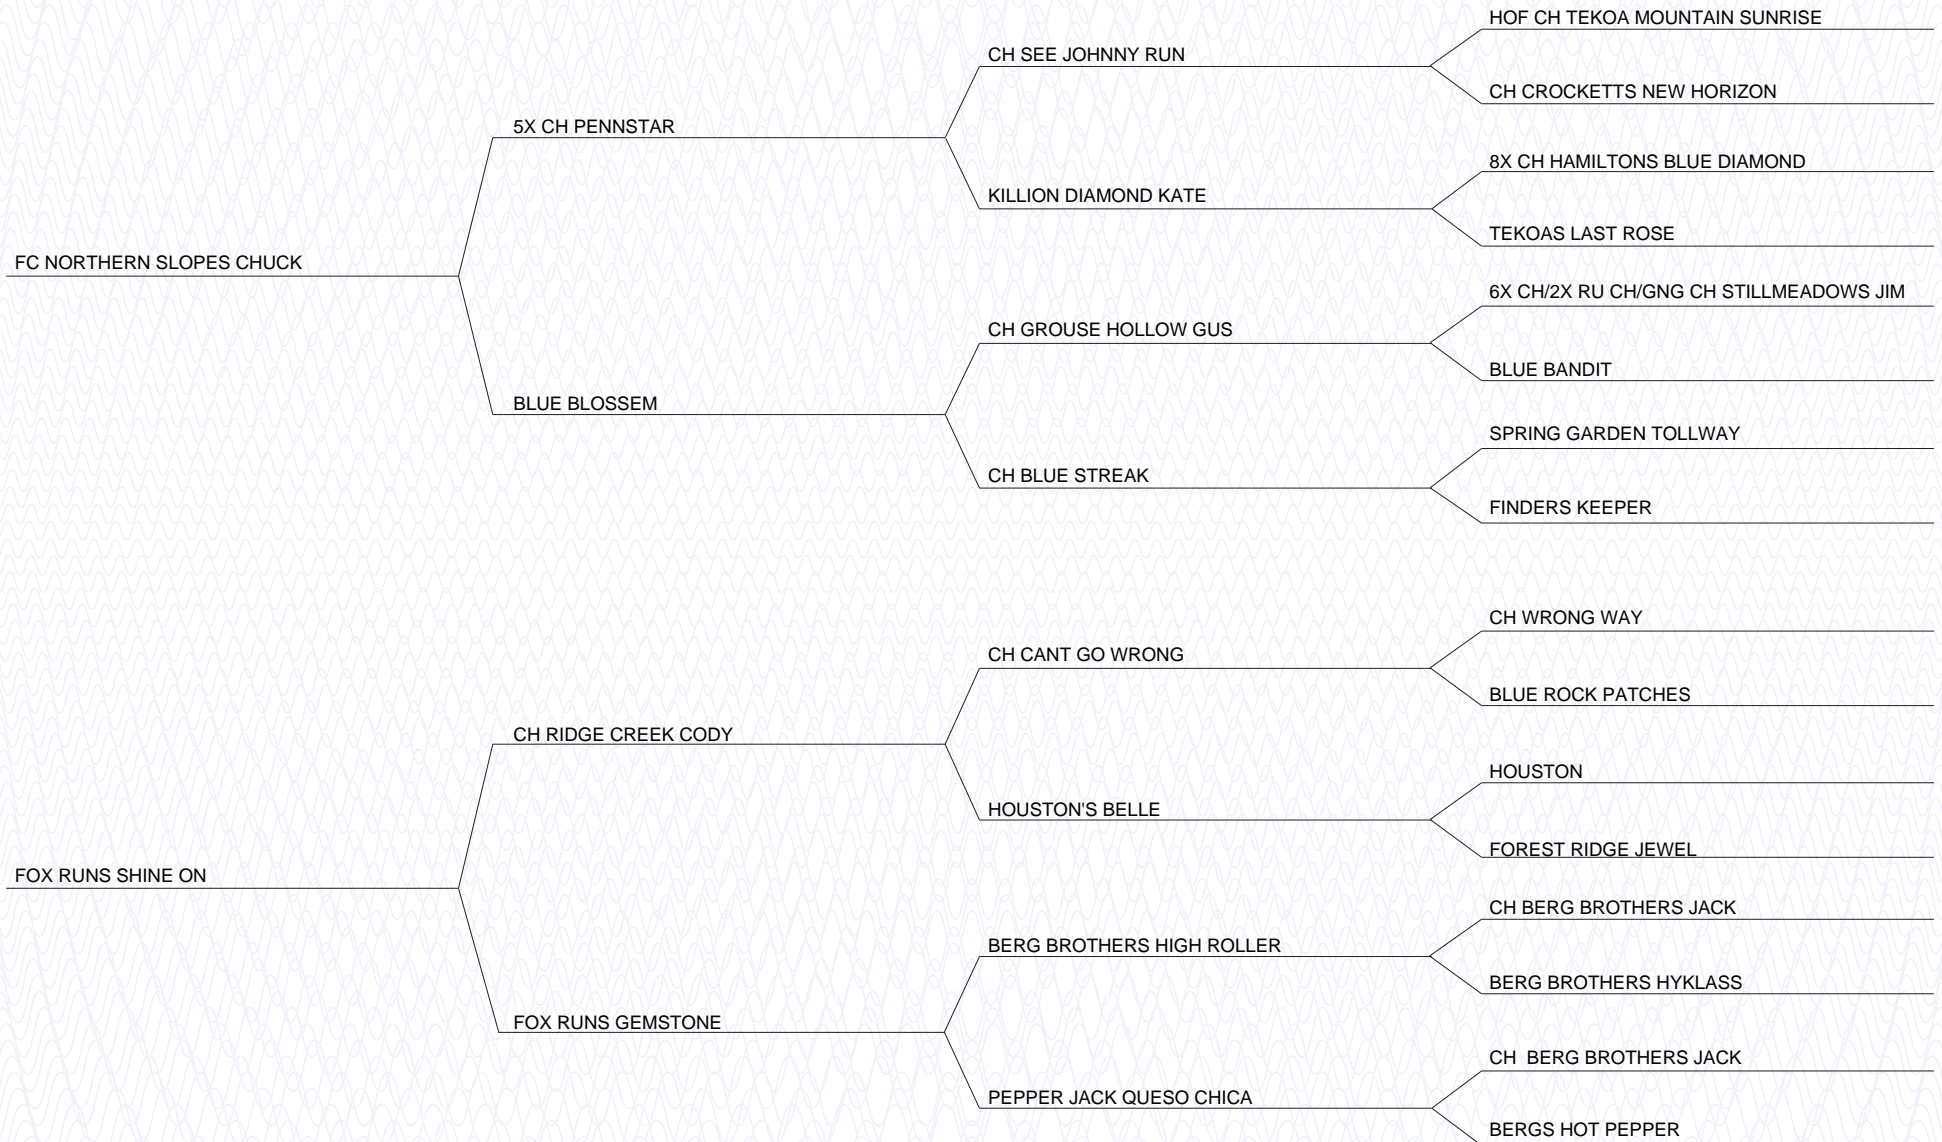 HOF CH TEKOA MOUNTAIN SUNRISE
CH SEE JOHNNY RUN
CH CROCKETTS NEW HORIZON
5X CH PENNSTAR
8X CH HAMILTONS BLUE DIAMOND
KILLION DIAMOND KATE
TEKOAS LAST ROSE
FC NORTHERN SLOPES CHUCK
6X CH/2X RU CH/GNG CH STILLMEADOWS JIM
CH GROUSE HOLLOW GUS
BLUE BANDIT
BLUE BLOSSEM
SPRING GARDEN TOLLWAY
CH BLUE STREAK
FINDERS KEEPER
CH WRONG WAY
CH CANT GO WRONG
BLUE ROCK PATCHES
CH RIDGE CREEK CODY
HOUSTON
HOUSTON'S BELLE
FOREST RIDGE JEWEL
FOX RUNS SHINE ON
CH BERG BROTHERS JACK
BERG BROTHERS HIGH ROLLER
BERG BROTHERS HYKLASS
FOX RUNS GEMSTONE
CH  BERG BROTHERS JACK
PEPPER JACK QUESO CHICA
BERGS HOT PEPPER